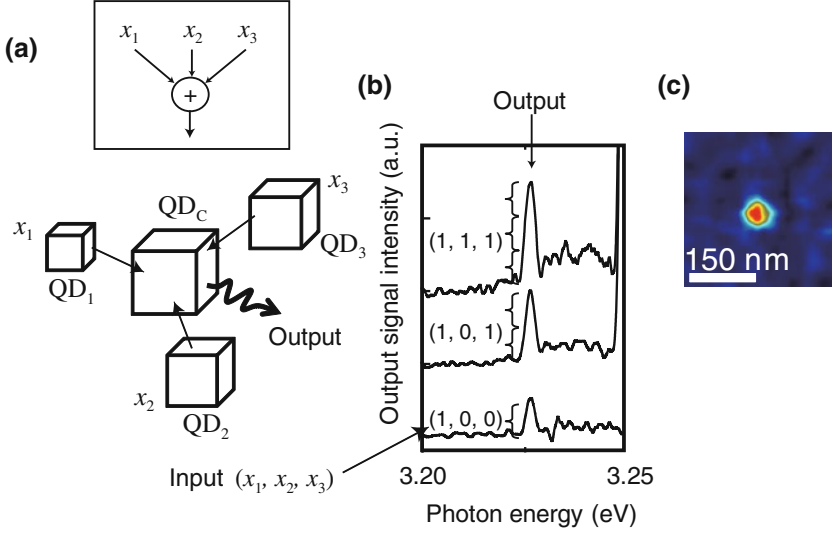 (a)
x1 x2 x3
+
x1
QD1
QDC
x3
QD3
Output
x2
QD2
Input (x1, x2, x3)
(b)
Output
Output signal intensity (a.u.)
(1, 1, 1)
(1, 0, 1)
(1, 0, 0)
3.20 3.25
Photon energy (eV)
(c)
150 nm